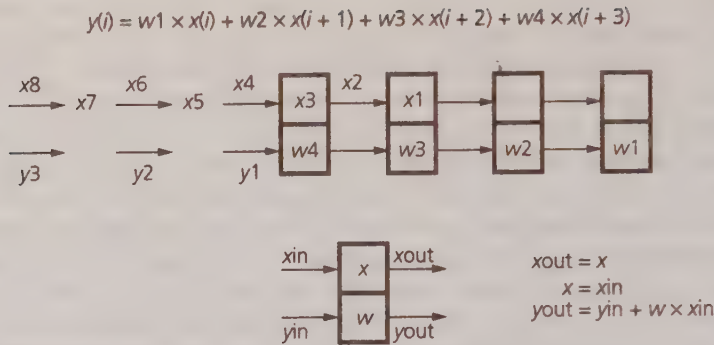 y(i) = w1 × x(i) + w2 × x(i + 1) + w3 × x(i + 2) + w4 × x(i + 3)
x8 x7 x6 x5 x4 x3 x2 x1
w4 w3 w2 w1
y3 y2 y1
xin x xout
yin w yout
xout = x
x = xin
yout = yin + w × xin